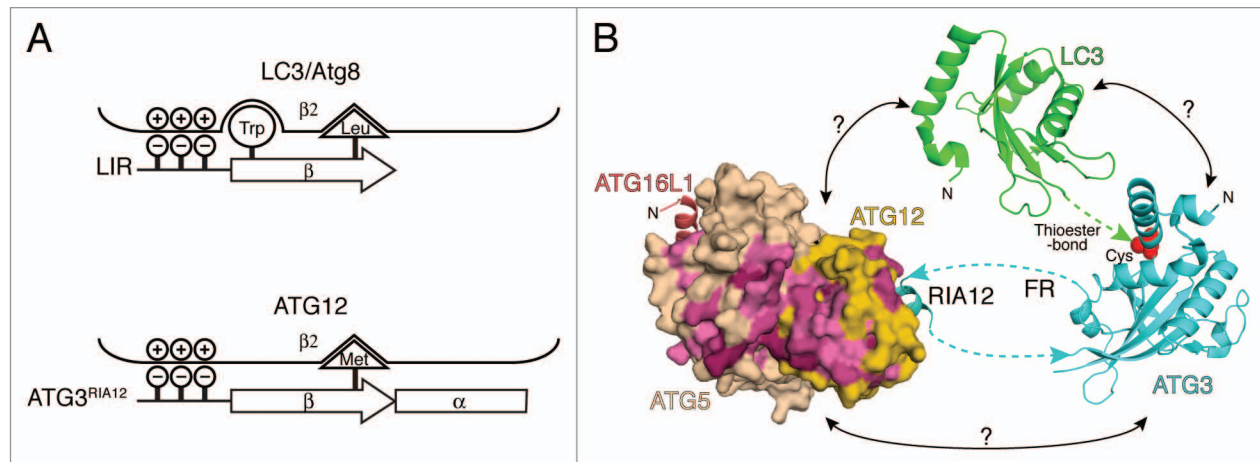 A
LC3/Atg8
+ + +
β2
Trp
Leu
− − −
LIR
β
ATG12
+ + +
β2
Met
− − −
ATG3RIA12
β
α
B
LC3
?
?
ATG16L1
N
N
N
ATG12
Thioester
-bond
Cys
RIA12
FR
ATG5
ATG3
?